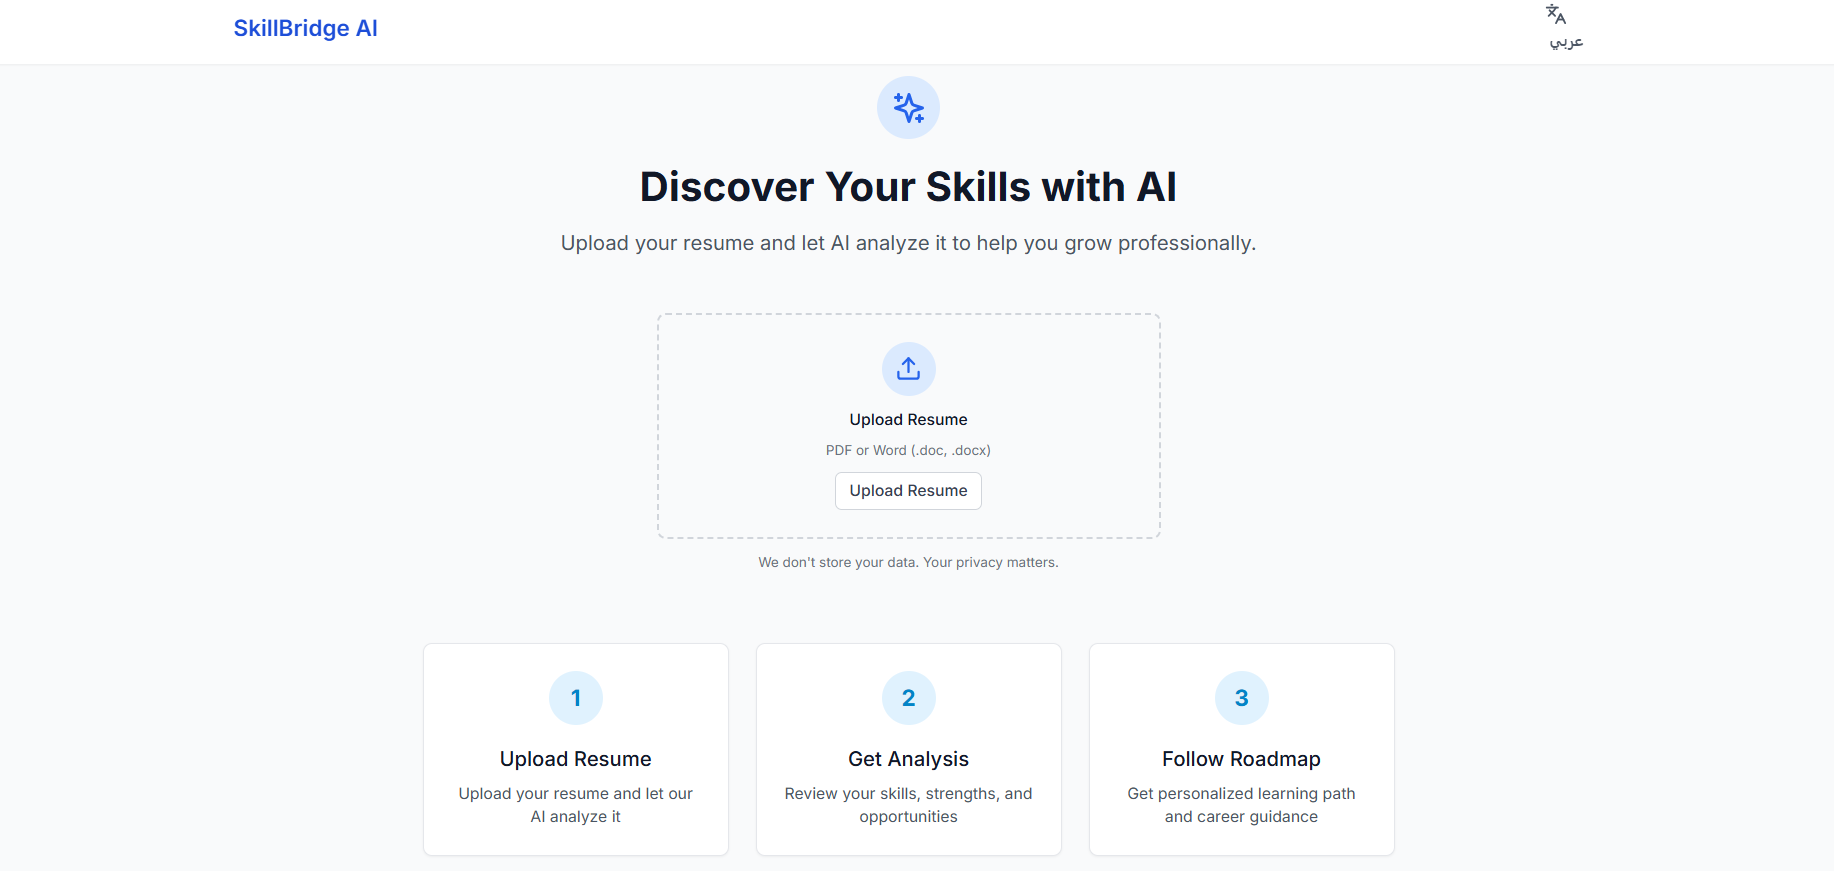 SkillBridge AI
عربي
Discover Your Skills with AI
Upload your resume and let AI analyze it to help you grow professionally.
Upload Resume
PDF or Word (.doc, .docx)
Upload Resume
We don't store your data. Your privacy matters.
1
Upload Resume
Upload your resume and let our
AI analyze it
2
Get Analysis
Review your skills, strengths, and
opportunities
3
Follow Roadmap
Get personalized learning path
and career guidance